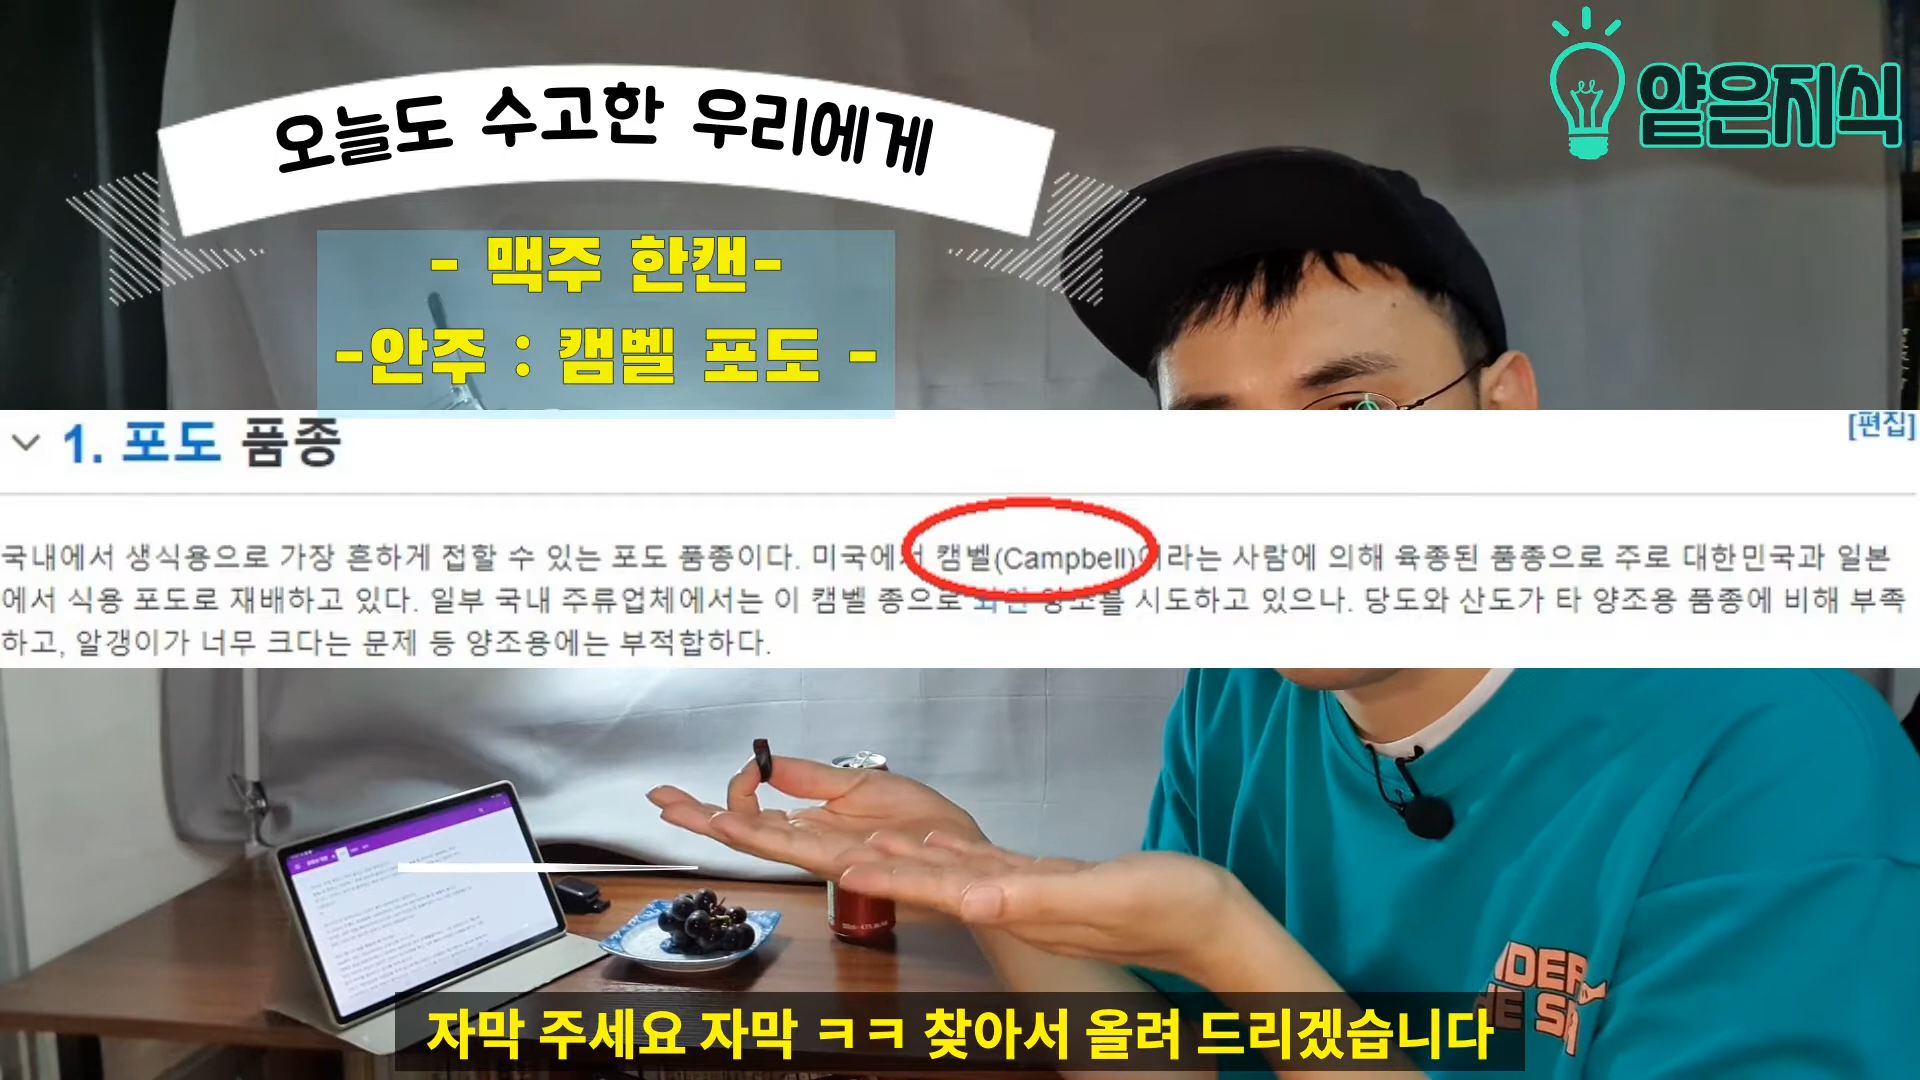 얕은지식
오늘도 수고한 우리에게
- 맥주 한캔-
-안주 : 캠벨 포도 -
1. 포도 품종
[편집]
국내에서 생식용으로 가장 흔하게 접할 수 있는 포도 품종이다. 미국에서 캠벨(Campbell)이라는 사람에 의해 육종된 품종으로 주로 대한민국과 일본
에서 식용 포도로 재배하고 있다. 일부 국내 주류업체에서는 이 캠벨 종으로 와인 양조를 시도하고 있으나. 당도와 산도가 타 양조용 품종에 비해 부족
하고, 알갱이가 너무 크다는 문제 등 양조용에는 부적합하다.
자막 주세요 자막 ㅋㅋ 찾아서 올려 드리겠습니다